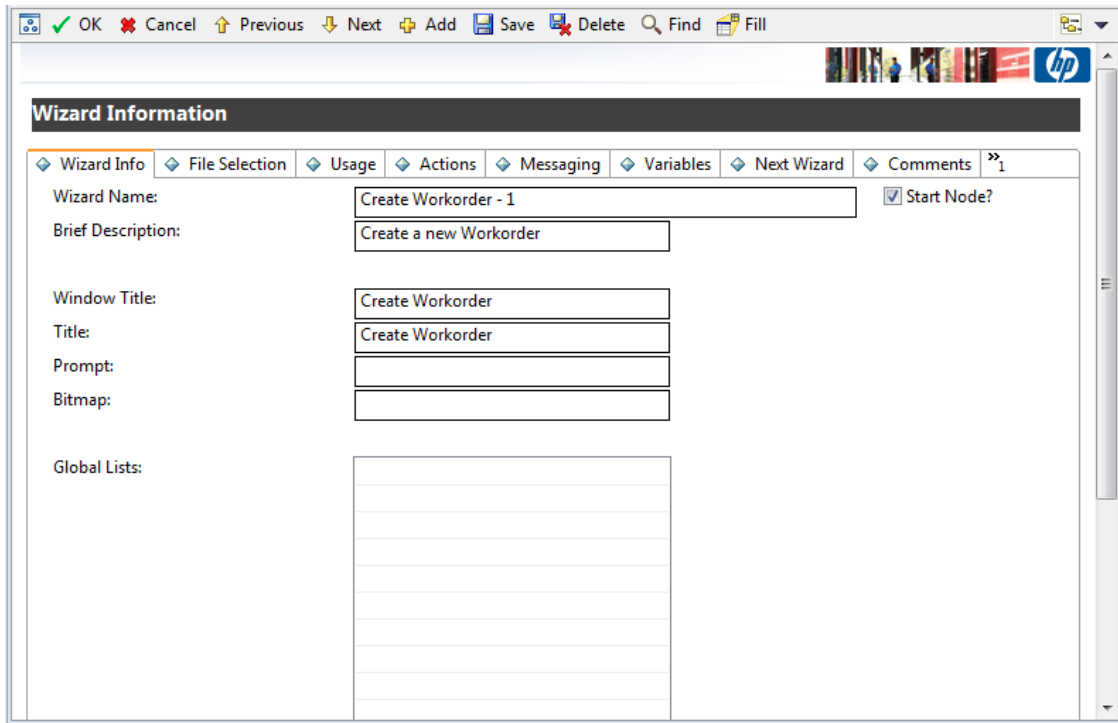 OK Cancel Previous Next Add Save Delete Find Fill
hp
Wizard Information
Wizard Info File Selection Usage Actions Messaging Variables Next Wizard Comments »1
Wizard Name: Create Workorder - 1 Start Node?
Brief Description: Create a new Workorder
Window Title: Create Workorder
Title: Create Workorder
Prompt:
Bitmap:
Global Lists: